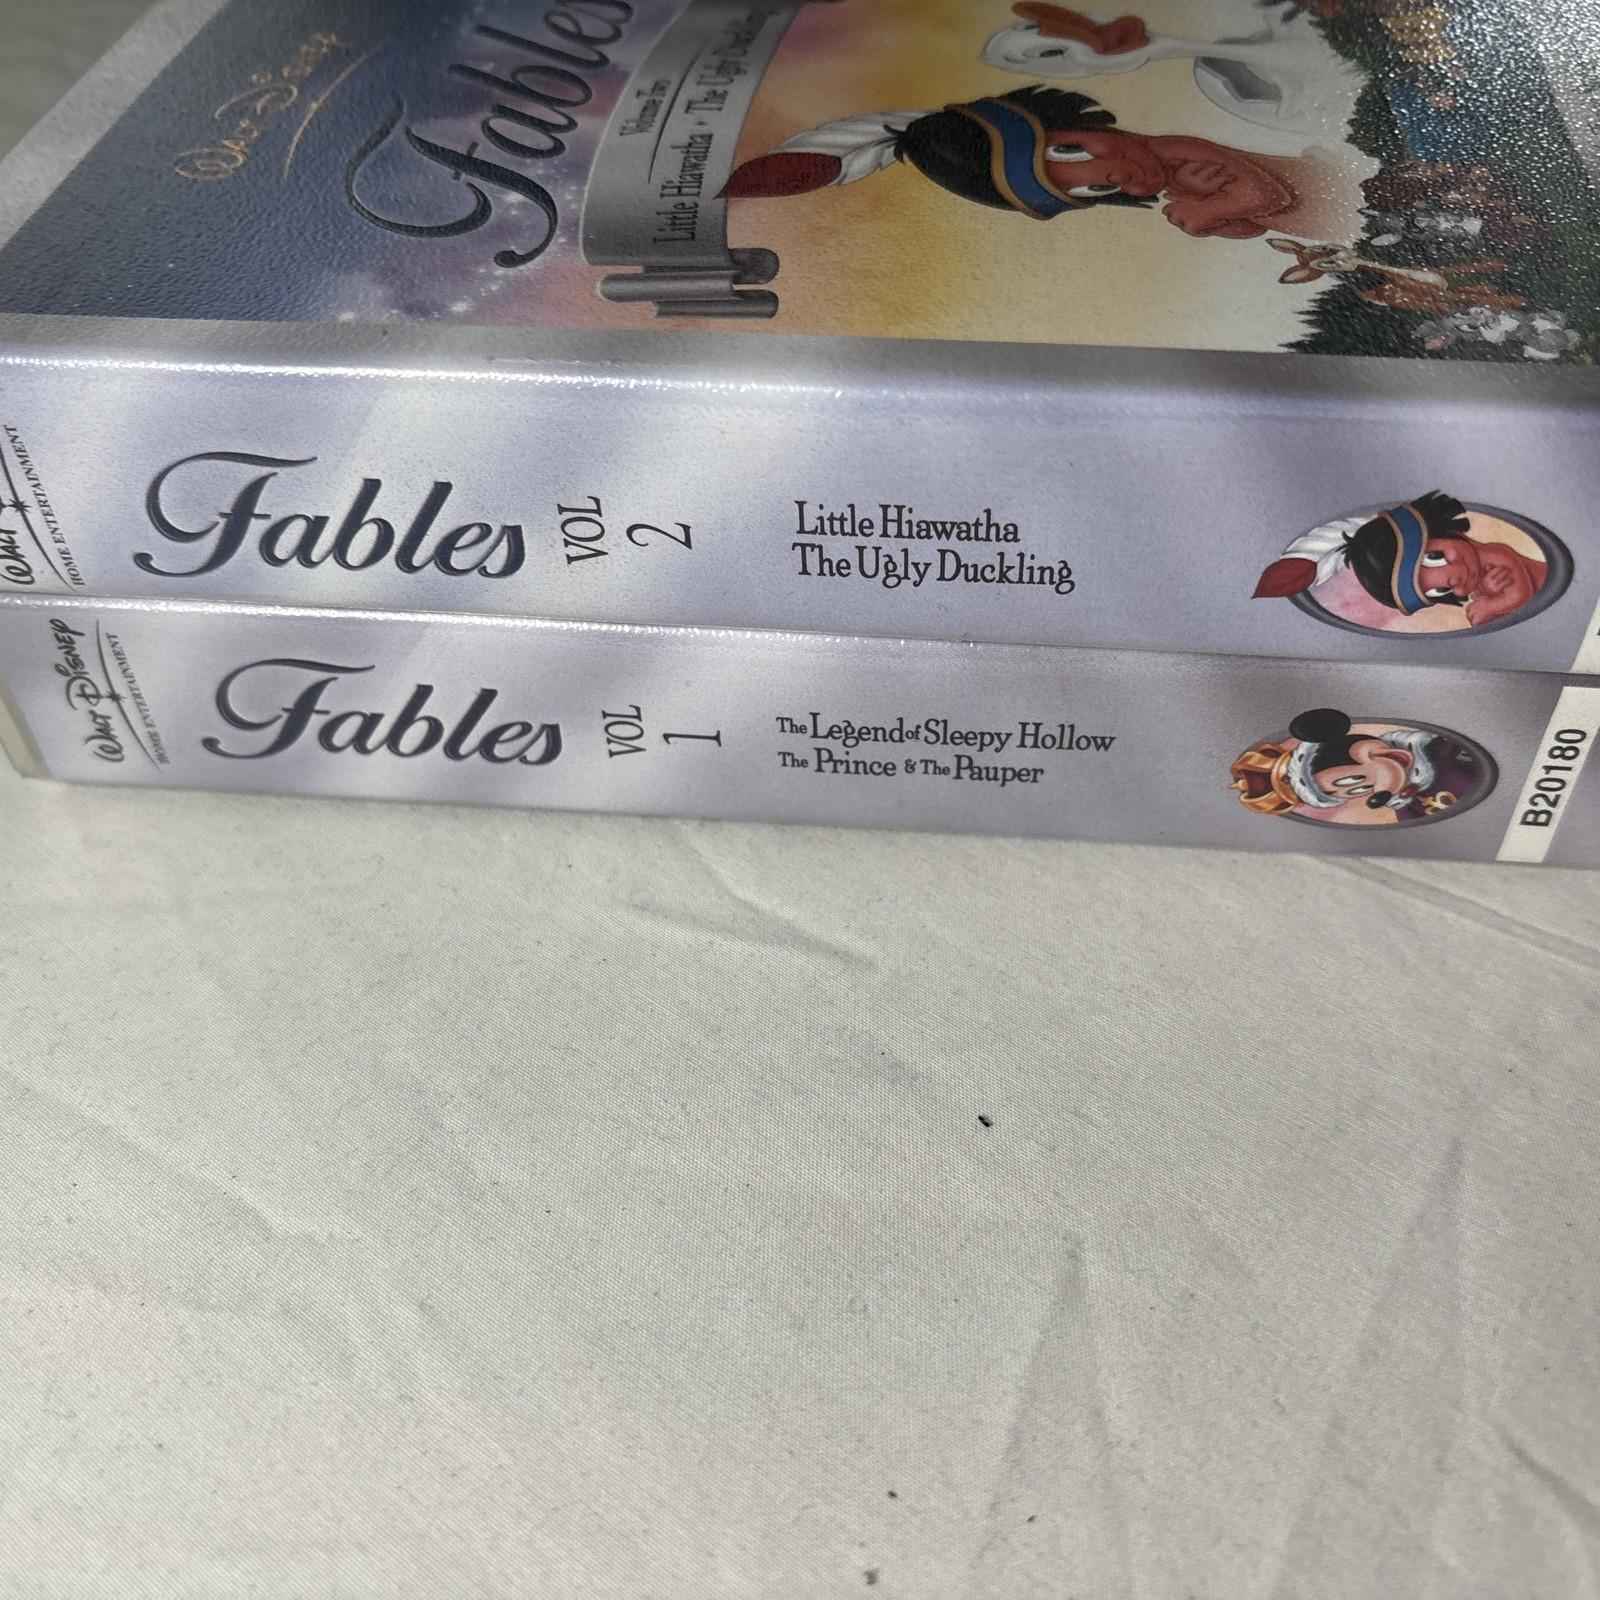 Walt Disney
Fables
Volume Two
Little Hiawatha • The Ugly Duckling
WALT
HOME ENTERTAINMENT
Fables
VOL
2
Little Hiawatha
The Ugly Duckling
WALT DISNEY
HOME ENTERTAINMENT
Fables
VOL
1
The Legend of Sleepy Hollow
The Prince & The Pauper
B20180